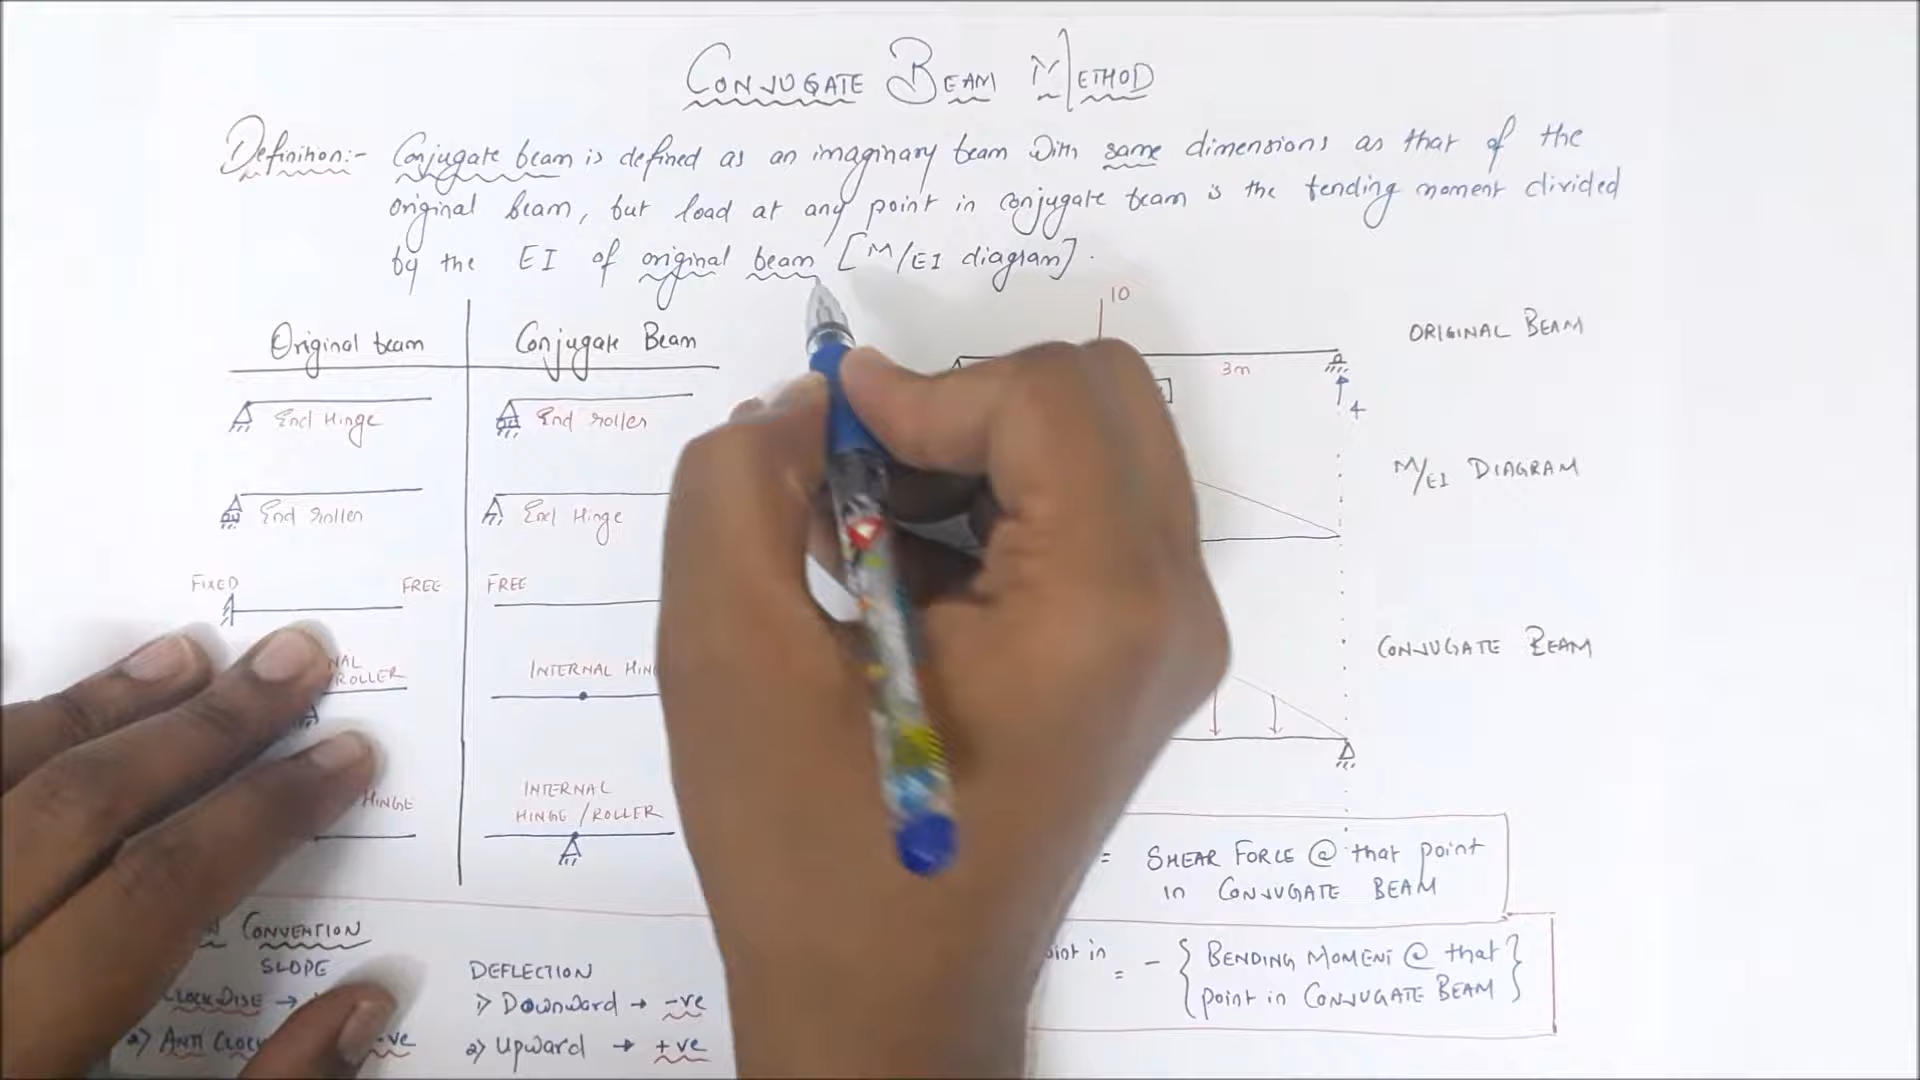 CONJUGATE BEAM METHOD
Definition:- Conjugate beam is defined as an imaginary beam with same dimensions as that of the
original beam, but load at any point in conjugate beam is the bending moment divided
by the EI of original beam [M/EI diagram].
Original beam
Conjugate Beam
End Hinge
End roller
End roller
End Hinge
FIXED
FREE
FREE
INTERNAL
INTERNAL
HINGE/ROLLER
HINGE
10
3m
4
ORIGINAL BEAM
M/EI DIAGRAM
CONJUGATE BEAM
= SHEAR FORCE @ that point
in CONJUGATE BEAM
in = - { BENDING MOMENT @ that
point in CONJUGATE BEAM }
CONVENTION
SLOPE
ANTI
-ve
DEFLECTION
1) Downward → -ve
2) Upward → +ve